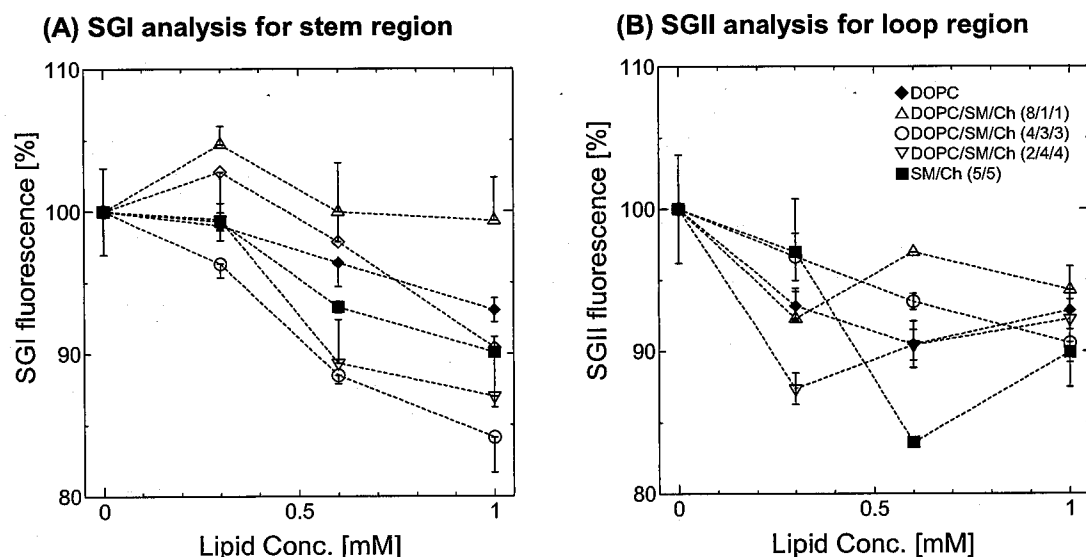 (A) SGI analysis for stem region
110
100
90
80
SGI fluorescence [%]
0
0.5
1
Lipid Conc. [mM]
(B) SGII analysis for loop region
110
100
90
80
SGII fluorescence [%]
0
0.5
1
Lipid Conc. [mM]
DOPC
DOPC/SM/Ch (8/1/1)
DOPC/SM/Ch (4/3/3)
DOPC/SM/Ch (2/4/4)
SM/Ch (5/5)